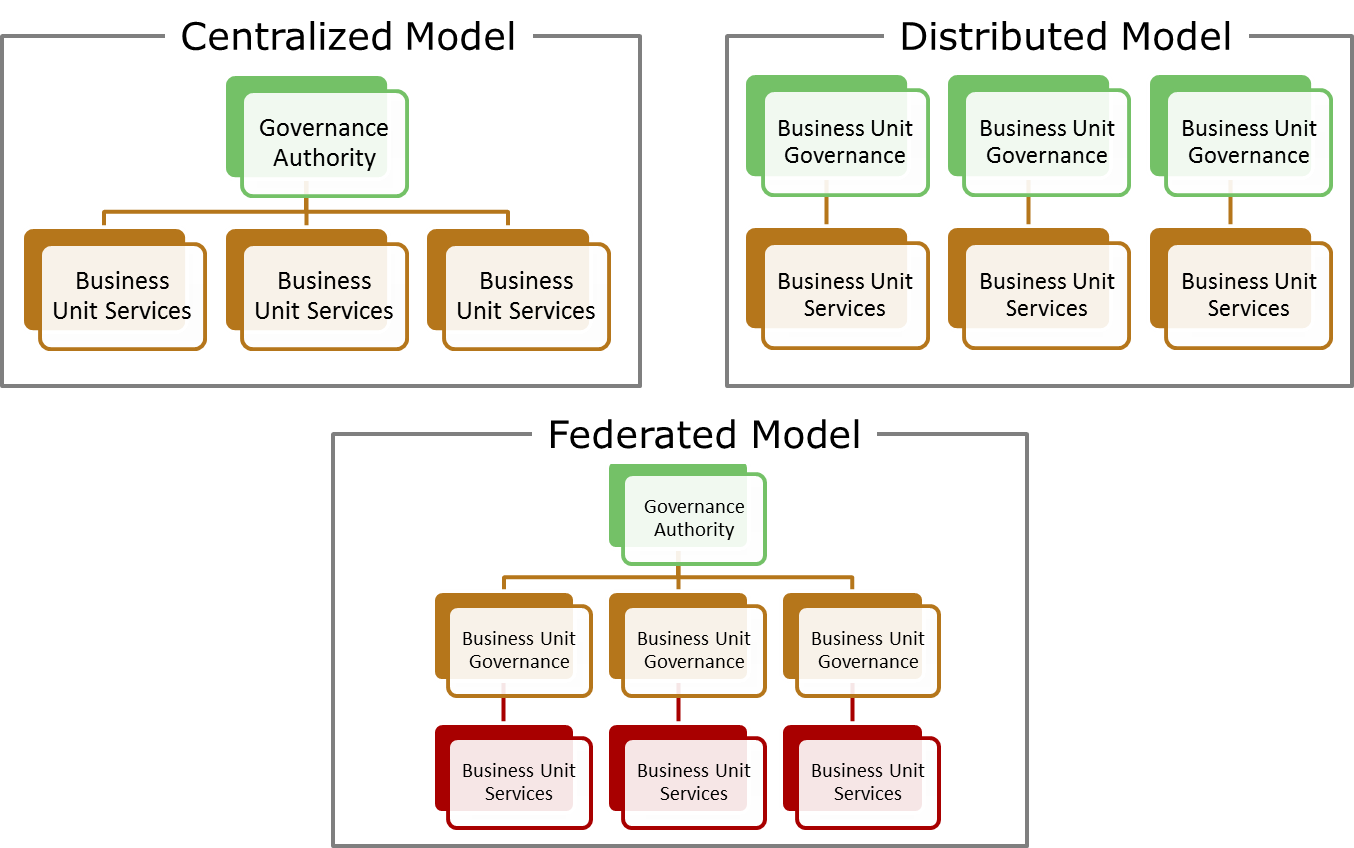 Centralized Model
Governance
Authority
Business
Unit Services
Business
Unit Services
Business
Unit Services
Distributed Model
Business Unit
Governance
Business Unit
Governance
Business Unit
Governance
Business Unit
Services
Business Unit
Services
Business Unit
Services
Federated Model
Governance
Authority
Business Unit
Governance
Business Unit
Governance
Business Unit
Governance
Business Unit
Services
Business Unit
Services
Business Unit
Services